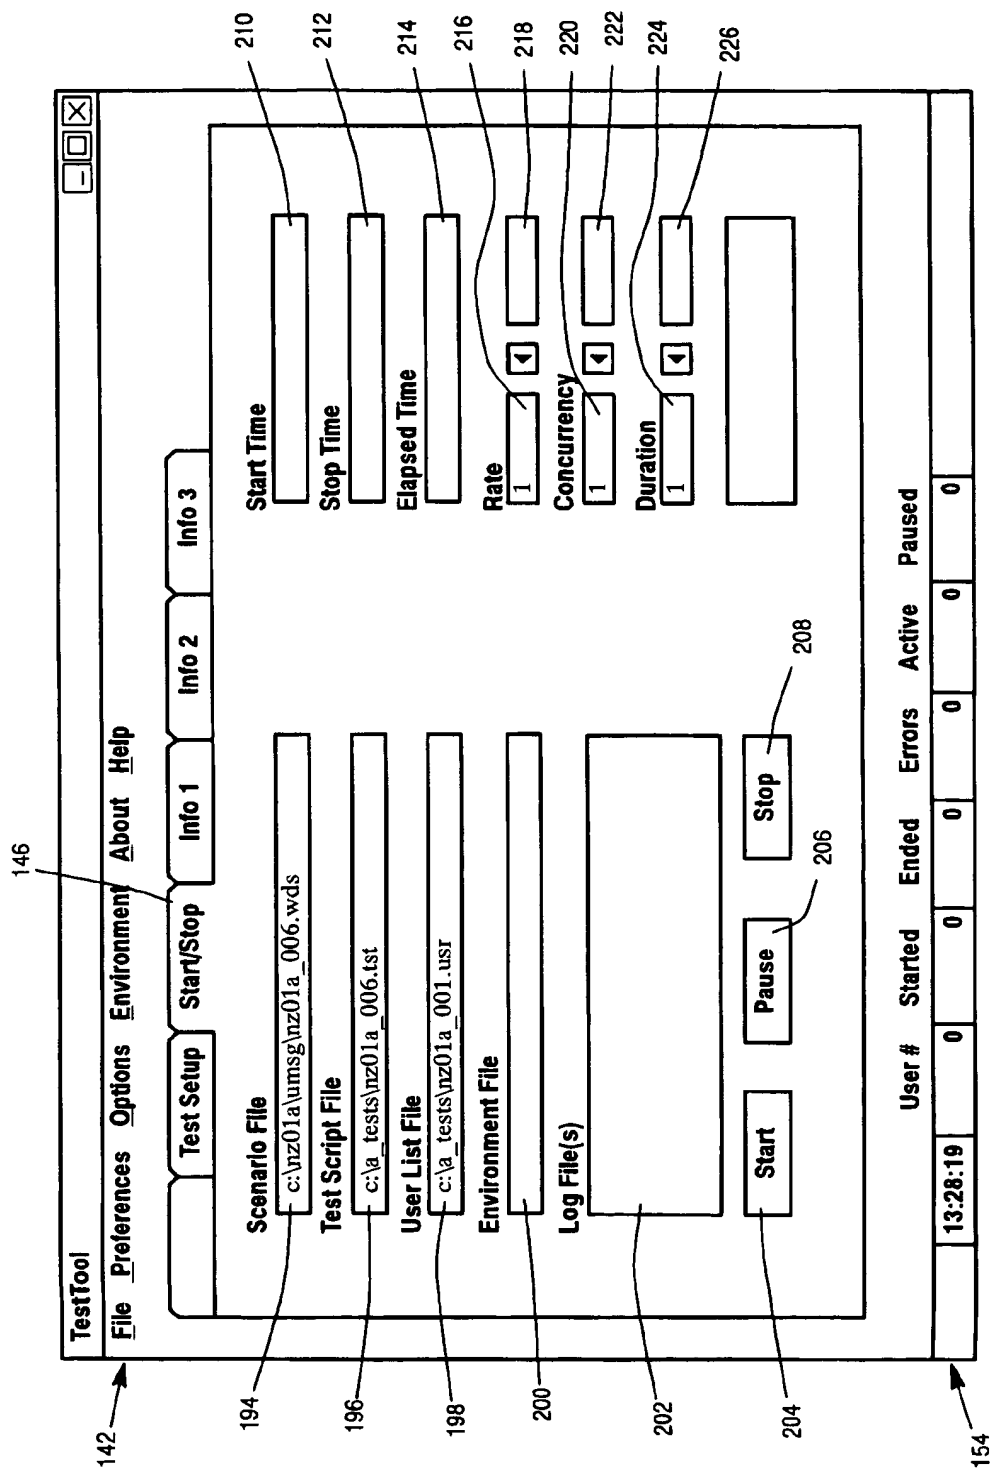 TestTool
File Preferences Options Environment About Help
142
146
Test Setup
Start/Stop
Info 1
Info 2
Info 3
Scenario File
c:\nz01a\umsg\nz01a_006.wds
194
Test Script File
c:\a_tests\nz01a_006.tst
196
User List File
c:\a_tests\nz01a_001.usr
198
Environment File
200
Log File(s)
202
Start
204
Pause
206
Stop
208
Start Time
210
Stop Time
212
Elapsed Time
214
Rate
1
216
218
Concurrency
1
220
222
Duration
1
224
226
User # Started Ended Errors Active Paused
13:28:19 0 0 0 0 0 0
154